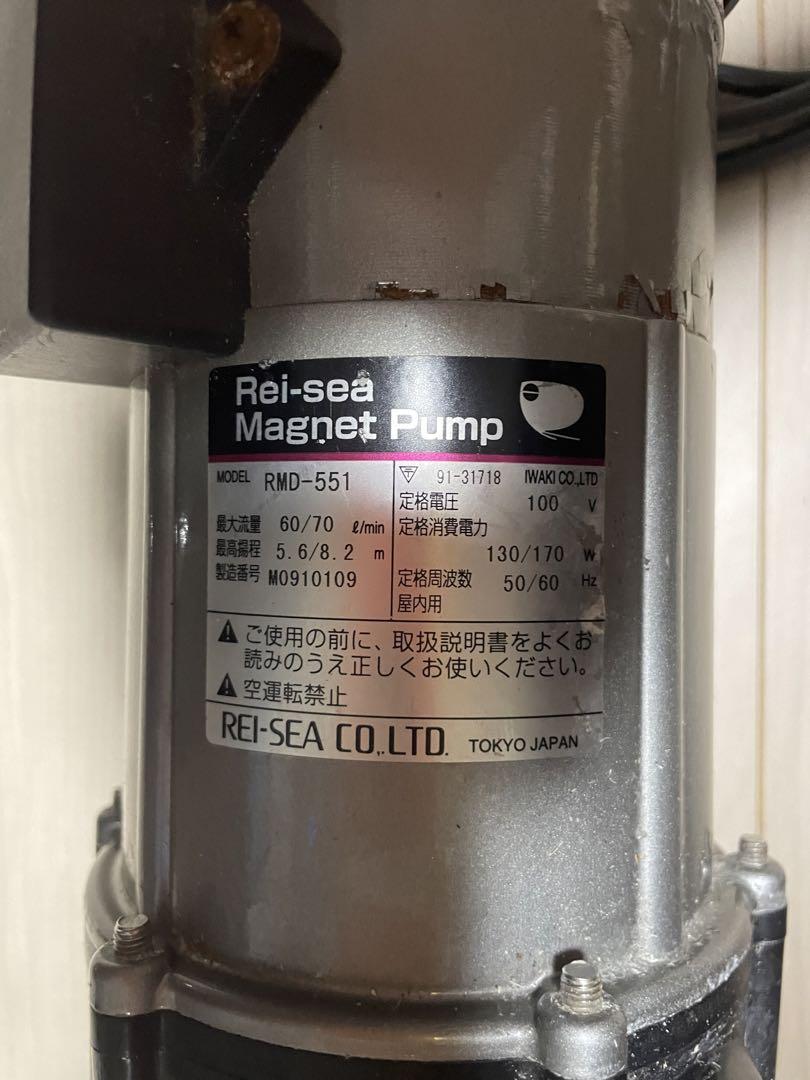 Rei-sea
Magnet Pump
MODEL RMD-551
最大流量 60/70 ℓ/min
最高揚程 5.6/8.2 m
製造番号 M0910109
〒 91-31718 IWAKI CO.,LTD
定格電圧 100 V
定格消費電力
130/170 W
定格周波数 50/60 Hz
屋内用
ご使用の前に、取扱説明書をよくお
読みのうえ正しくお使いください。
空運転禁止
REI-SEA CO.,LTD. TOKYO JAPAN